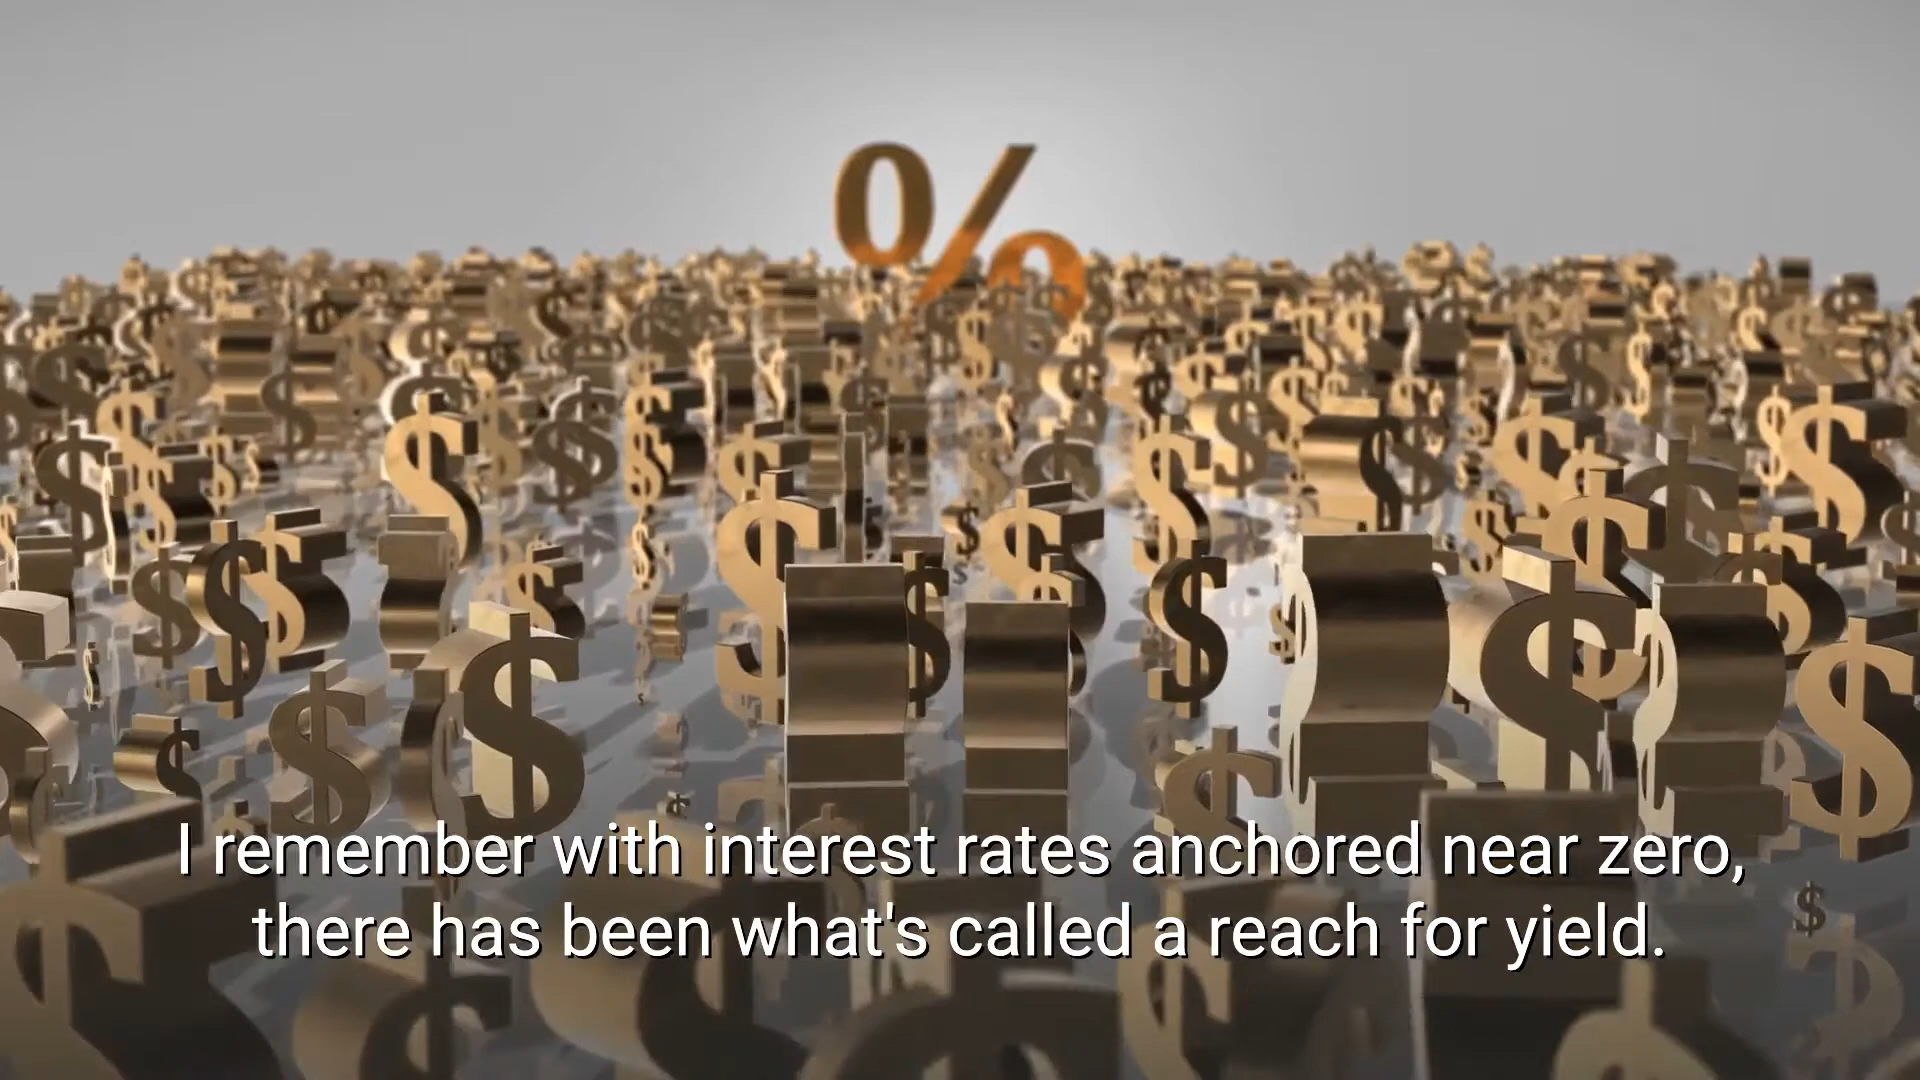 %
I remember with interest rates anchored near zero,
there has been what's called a reach for yield.